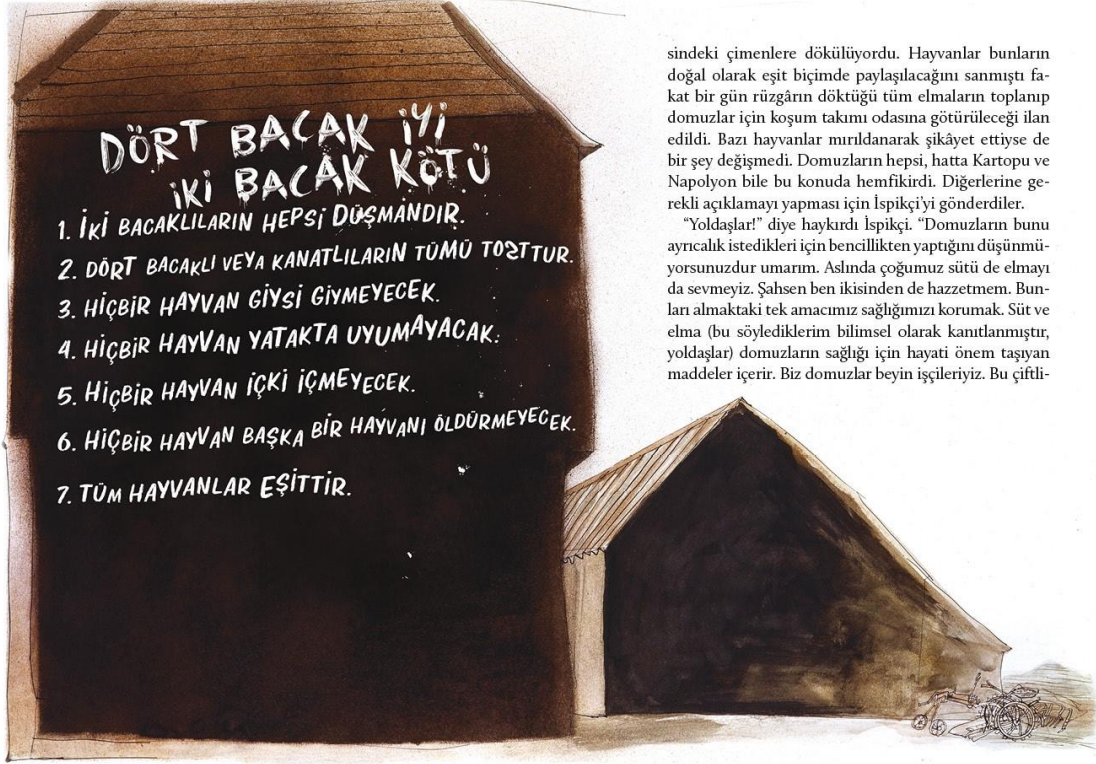 DÖRT BACAK İYİ
İKİ BACAK KÖTÜ
1. İKİ BACAKLILARIN HEPSİ DÜŞMANDIR.
2. DÖRT BACAKLI VEYA KANATLILARIN TÜMÜ TOSTTUR.
3. HİÇBİR HAYVAN GİYSİ GİYMEYECEK.
4. HİÇBİR HAYVAN YATAKTA UYUMAYACAK.
5. HİÇBİR HAYVAN İÇKİ İÇMEYECEK.
6. HİÇBİR HAYVAN BAŞKA BİR HAYVANI ÖLDÜRMEYECEK.
7. TÜM HAYVANLAR EŞİTTİR.
sindeki çimenlere dökülüyordu. Hayvanlar bunların
doğal olarak eşit biçimde paylaşılacağını sanmıştı fa-
kat bir gün rüzgârın döktüğü tüm elmaların toplanıp
domuzlar için koşum takımı odasına götürüleceği ilan
edildi. Bazı hayvanlar mırıldanarak şikâyet ettiyse de
bir şey değişmedi. Domuzların hepsi, hatta Kartopu ve
Napolyon bile bu konuda hemfikirdi. Diğerlerine ge-
rekli açıklamayı yapması için İspikçi’yi gönderdiler.
“Yoldaşlar!” diye haykırdı İspikçi. “Domuzların bunu
ayrıcalık istedikleri için bencillikten yaptığını düşünmü-
yorsunuzdur umarım. Aslında çoğumuz sütü de elmayı
da sevmeyiz. Şahsen ben ikisinden de hazzetmem. Bun-
ları almaktaki tek amacımız sağlığımızı korumak. Süt ve
elma (bu söylediklerim bilimsel olarak kanıtlanmıştır,
yoldaşlar) domuzların sağlığı için hayati önem taşıyan
maddeler içerir. Biz domuzlar beyin işçileriyiz. Bu çiftli-